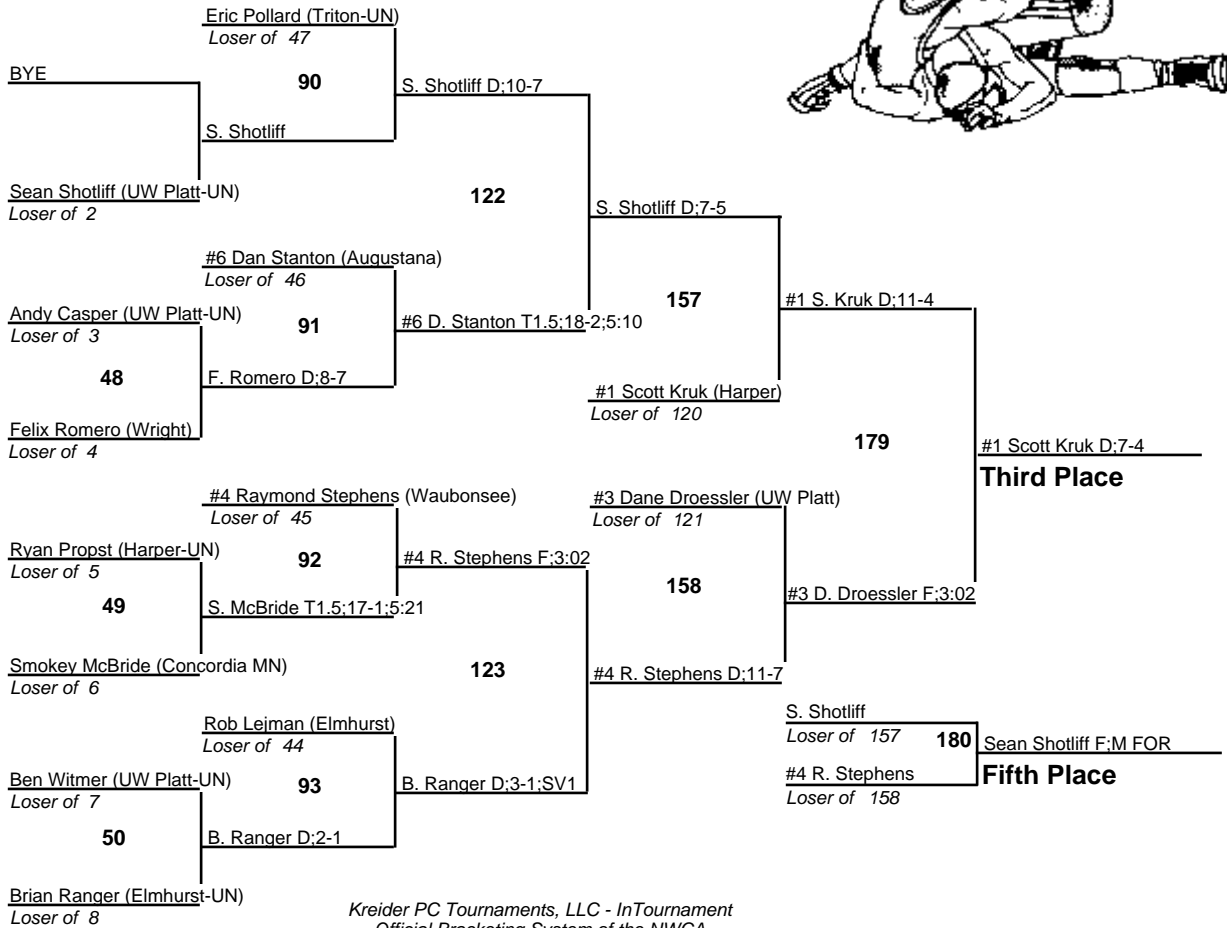 Eric Pollard (Triton-UN)
Loser of 47
BYE
90
S. Shotliff D;10-7
S. Shotliff
Sean Shotliff (UW Platt-UN)
Loser of 2
122
S. Shotliff D;7-5
#6 Dan Stanton (Augustana)
Loser of 46
Andy Casper (UW Platt-UN)
Loser of 3
91
#6 D. Stanton T1.5;18-2;5:10
157
#1 S. Kruk D;11-4
48
F. Romero D;8-7
#1 Scott Kruk (Harper)
Loser of 120
Felix Romero (Wright)
Loser of 4
179
#1 Scott Kruk D;7-4
Third Place
#4 Raymond Stephens (Waubonsee)
Loser of 45
#3 Dane Droessler (UW Platt)
Loser of 121
Ryan Propst (Harper-UN)
Loser of 5
92
#4 R. Stephens F;3:02
158
49
S. McBride T1.5;17-1;5:21
#3 D. Droessler F;3:02
Smokey McBride (Concordia MN)
Loser of 6
123
#4 R. Stephens D;11-7
Rob Lejman (Elmhurst)
Loser of 44
S. Shotliff
Loser of 157
180
Sean Shotliff F;M FOR
Fifth Place
#4 R. Stephens
Loser of 158
Ben Witmer (UW Platt-UN)
Loser of 7
93
B. Ranger D;3-1;SV1
50
B. Ranger D;2-1
Brian Ranger (Elmhurst-UN)
Loser of 8
Kreider PC Tournaments, LLC - InTournament
Official Bracketing System of the NWCA